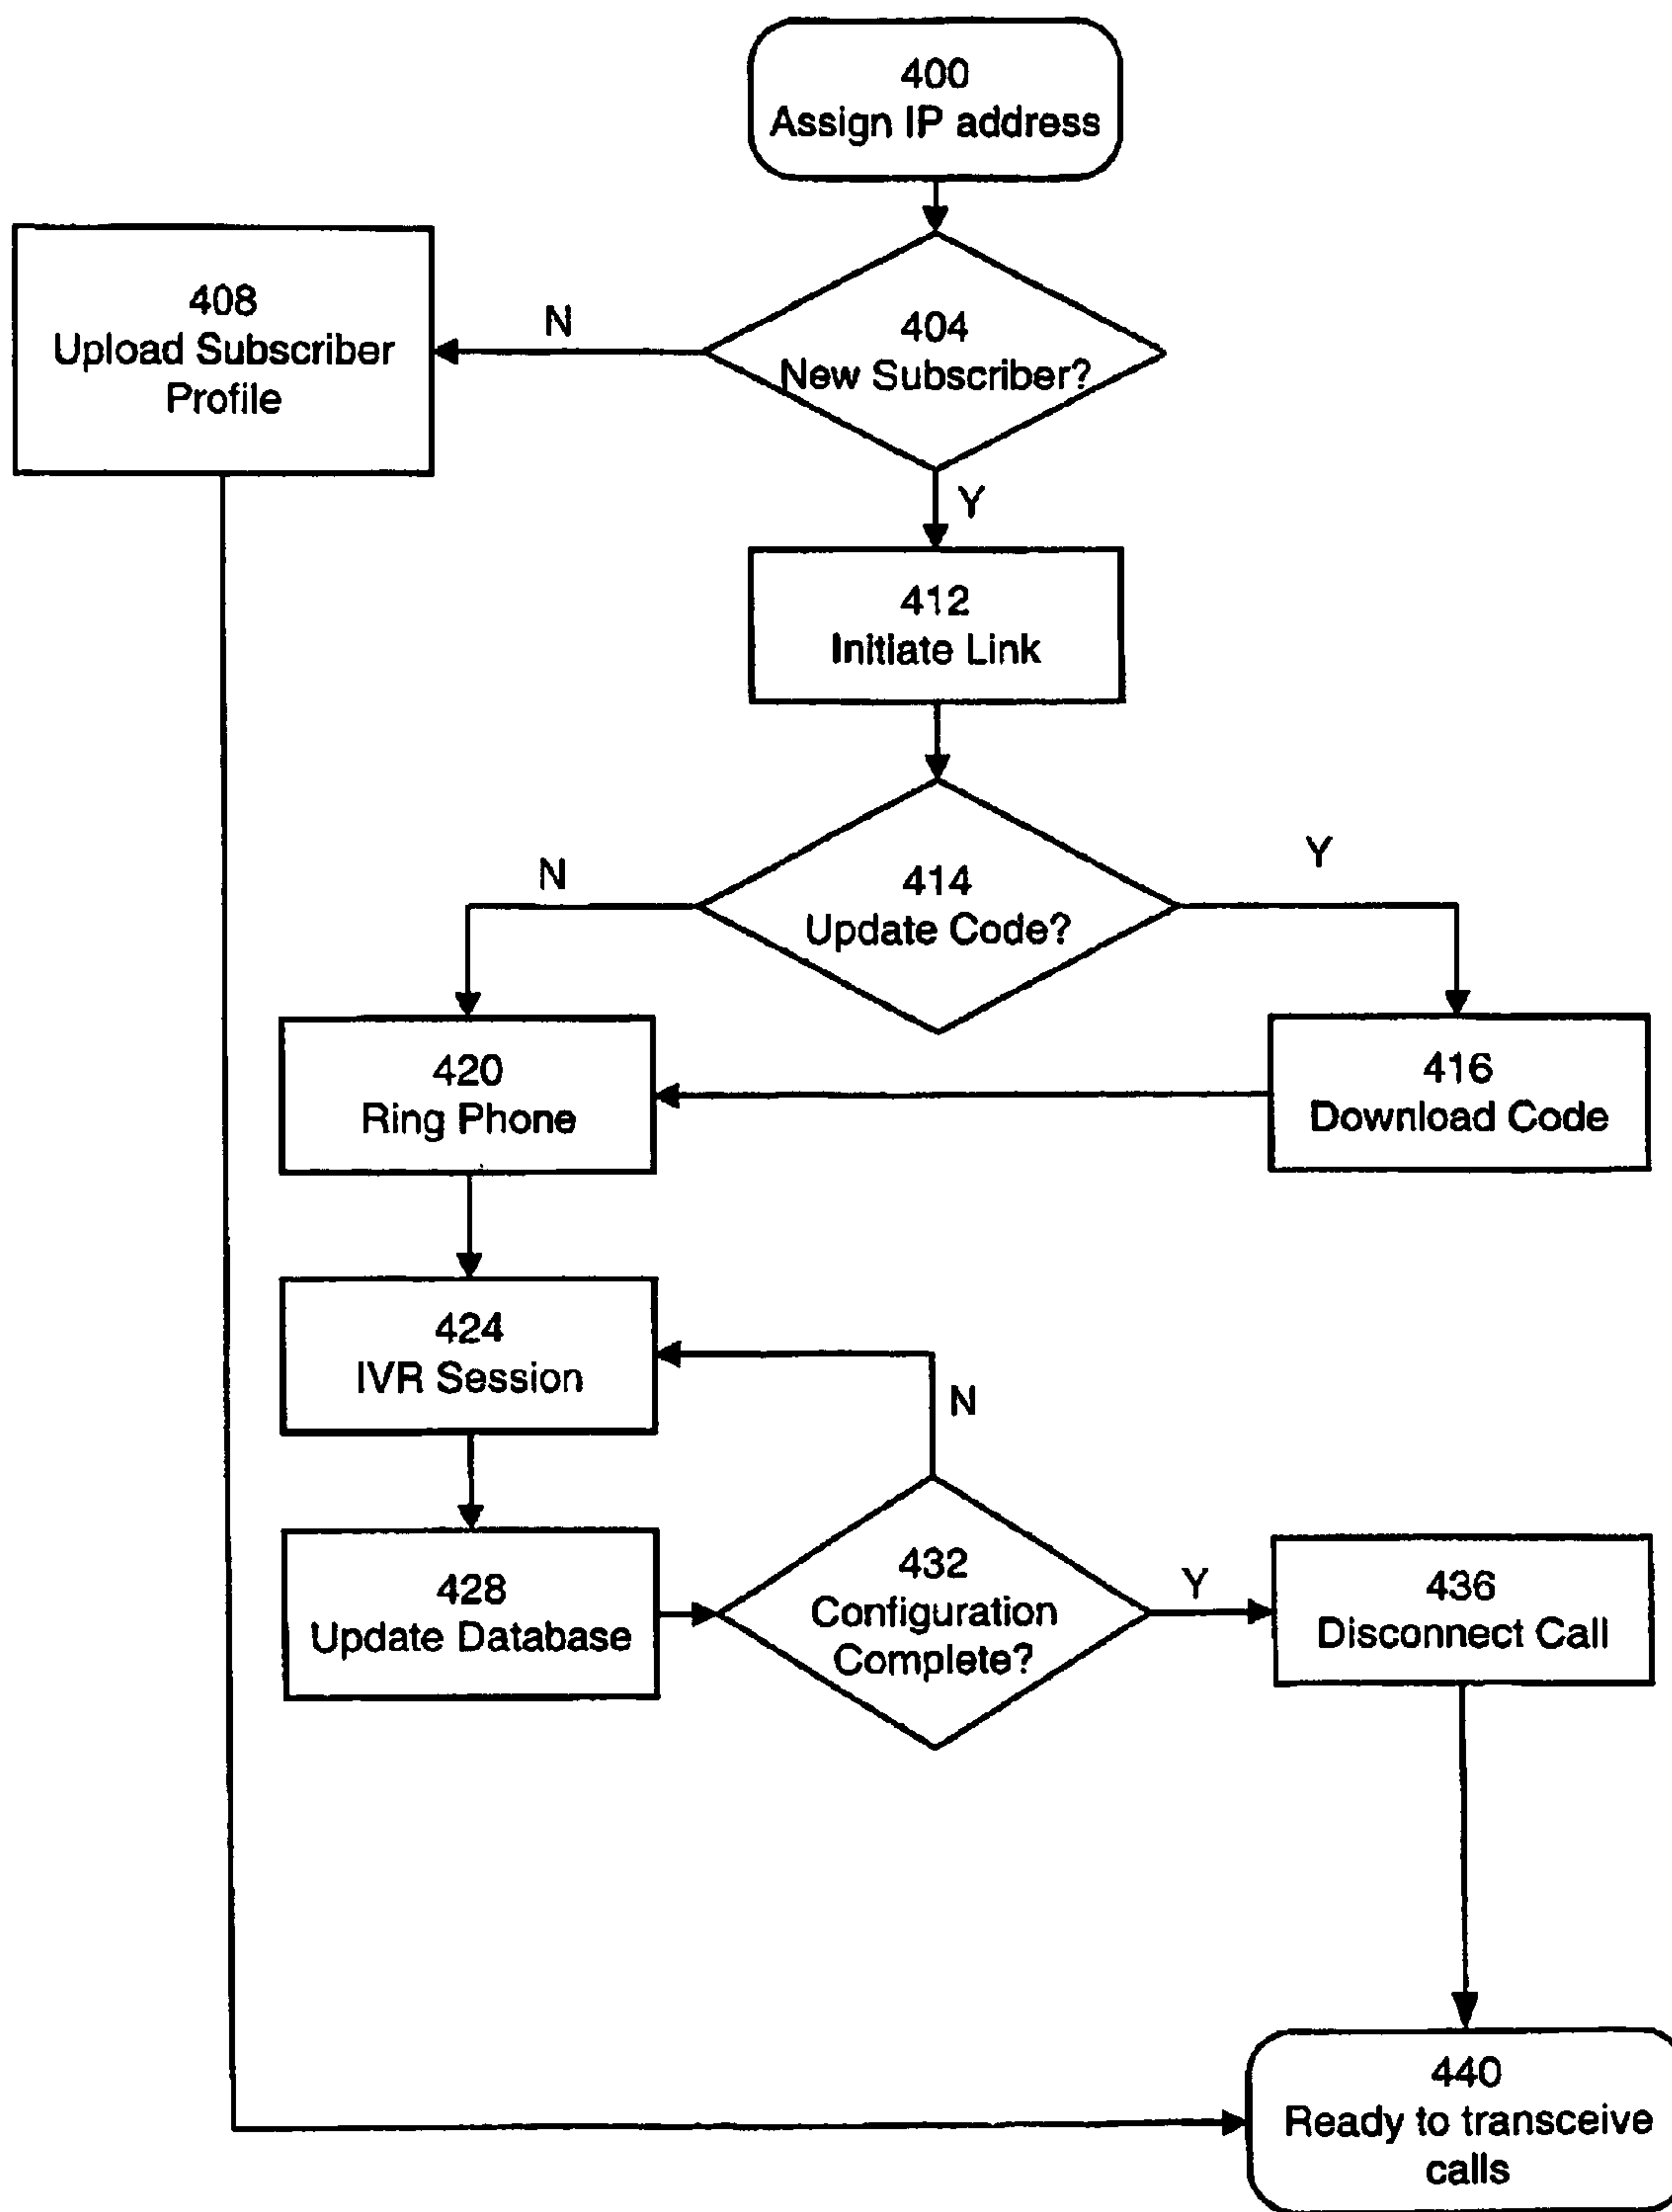 400
Assign IP address
408
Upload Subscriber
Profile
N
404
New Subscriber?
Y
412
Initiate Link
N
414
Update Code?
Y
420
Ring Phone
416
Download Code
424
IVR Session
N
428
Update Database
432
Configuration
Complete?
Y
436
Disconnect Call
440
Ready to transceive
calls